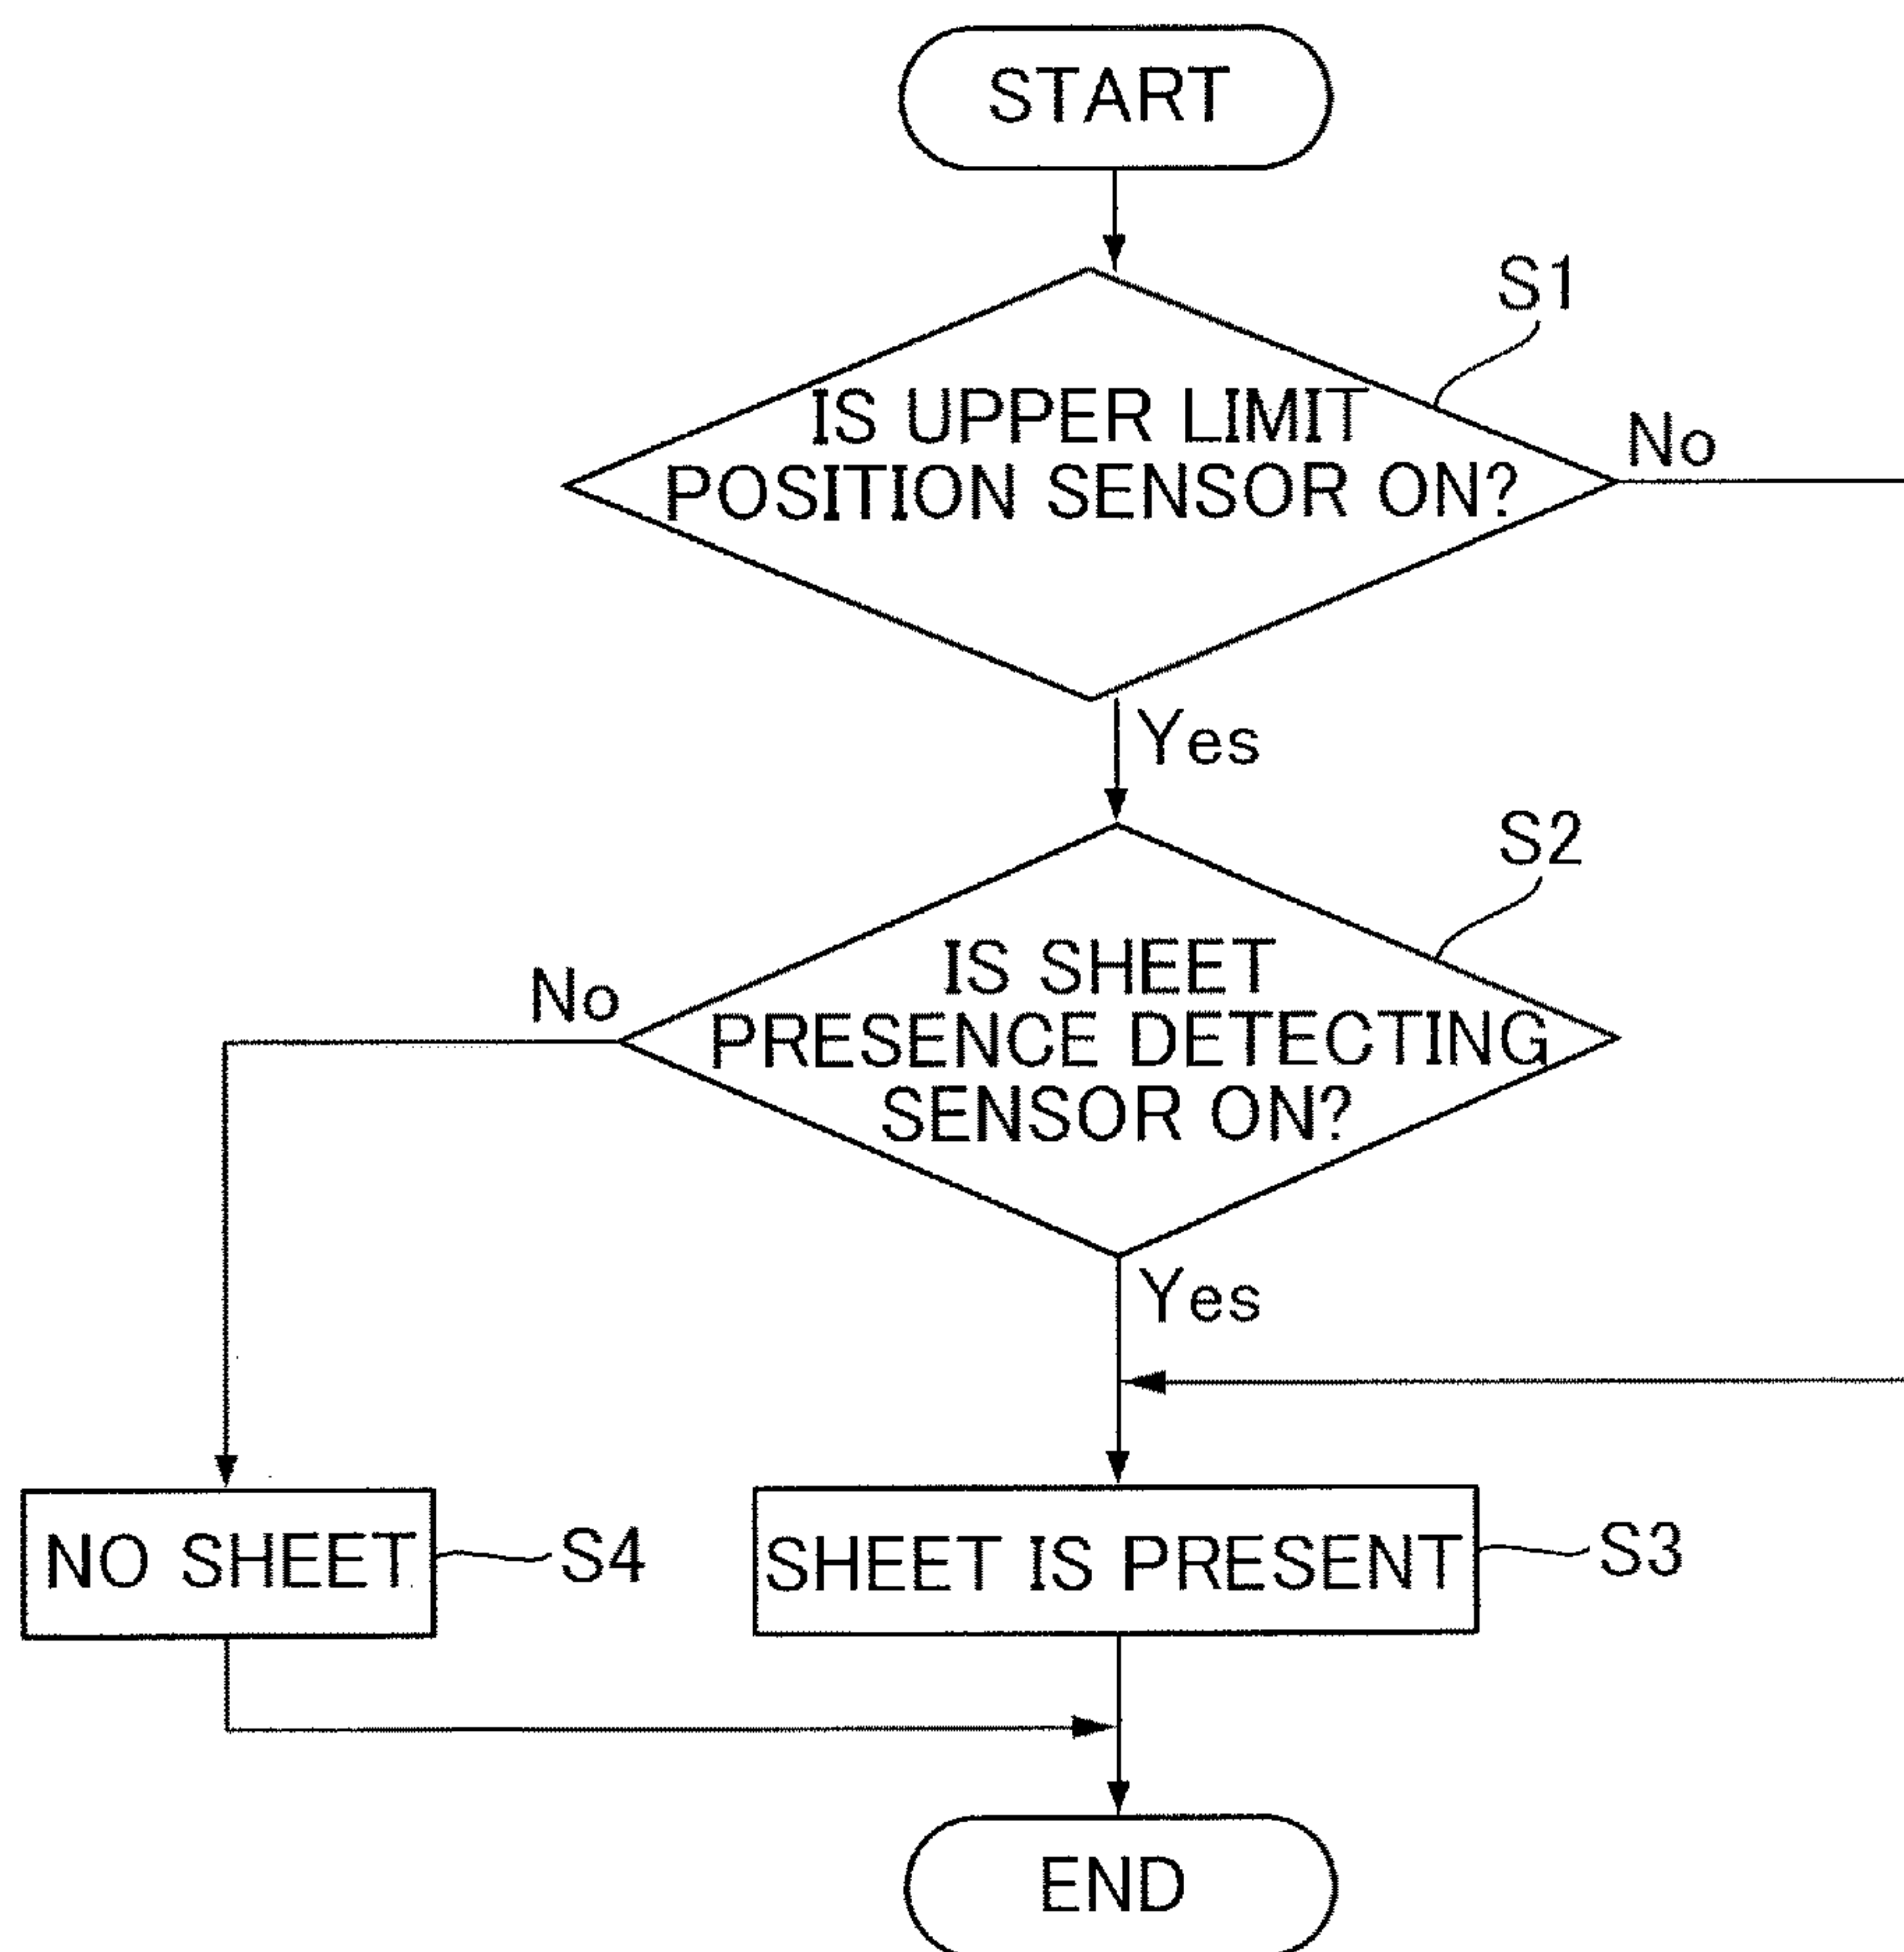 START
S1
IS UPPER LIMIT
POSITION SENSOR ON?
No
Yes
S2
IS SHEET
PRESENCE DETECTING
SENSOR ON?
No
Yes
NO SHEET
S4
SHEET IS PRESENT
S3
END